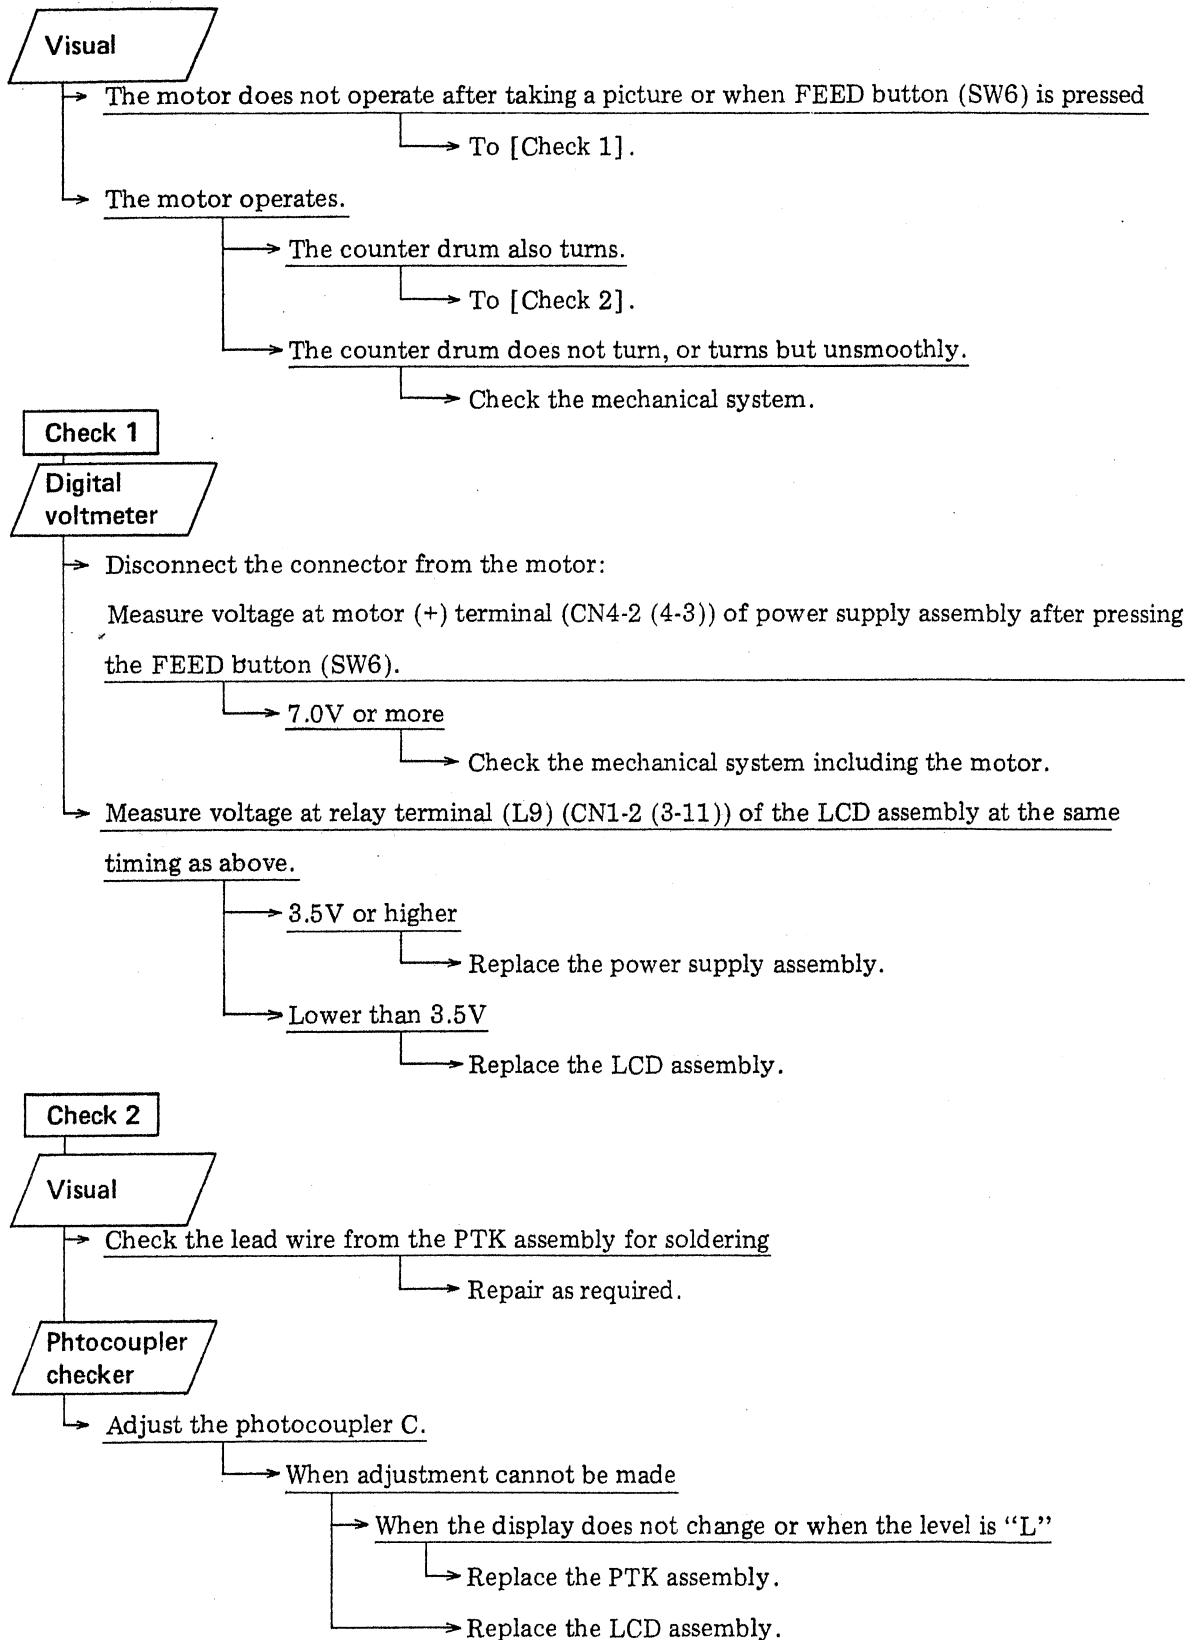 Visual
The motor does not operate after taking a picture or when FEED button (SW6) is pressed
To [Check 1].
The motor operates.
The counter drum also turns.
To [Check 2].
The counter drum does not turn, or turns but unsmoothly.
Check the mechanical system.
Check 1
Digital
voltmeter
Disconnect the connector from the motor:
Measure voltage at motor (+) terminal (CN4-2 (4-3)) of power supply assembly after pressing
the FEED button (SW6).
7.0V or more
Check the mechanical system including the motor.
Measure voltage at relay terminal (L9) (CN1-2 (3-11)) of the LCD assembly at the same
timing as above.
3.5V or higher
Replace the power supply assembly.
Lower than 3.5V
Replace the LCD assembly.
Check 2
Visual
Check the lead wire from the PTK assembly for soldering
Repair as required.
Phtocoupler
checker
Adjust the photocoupler C.
When adjustment cannot be made
When the display does not change or when the level is “L”
Replace the PTK assembly.
Replace the LCD assembly.